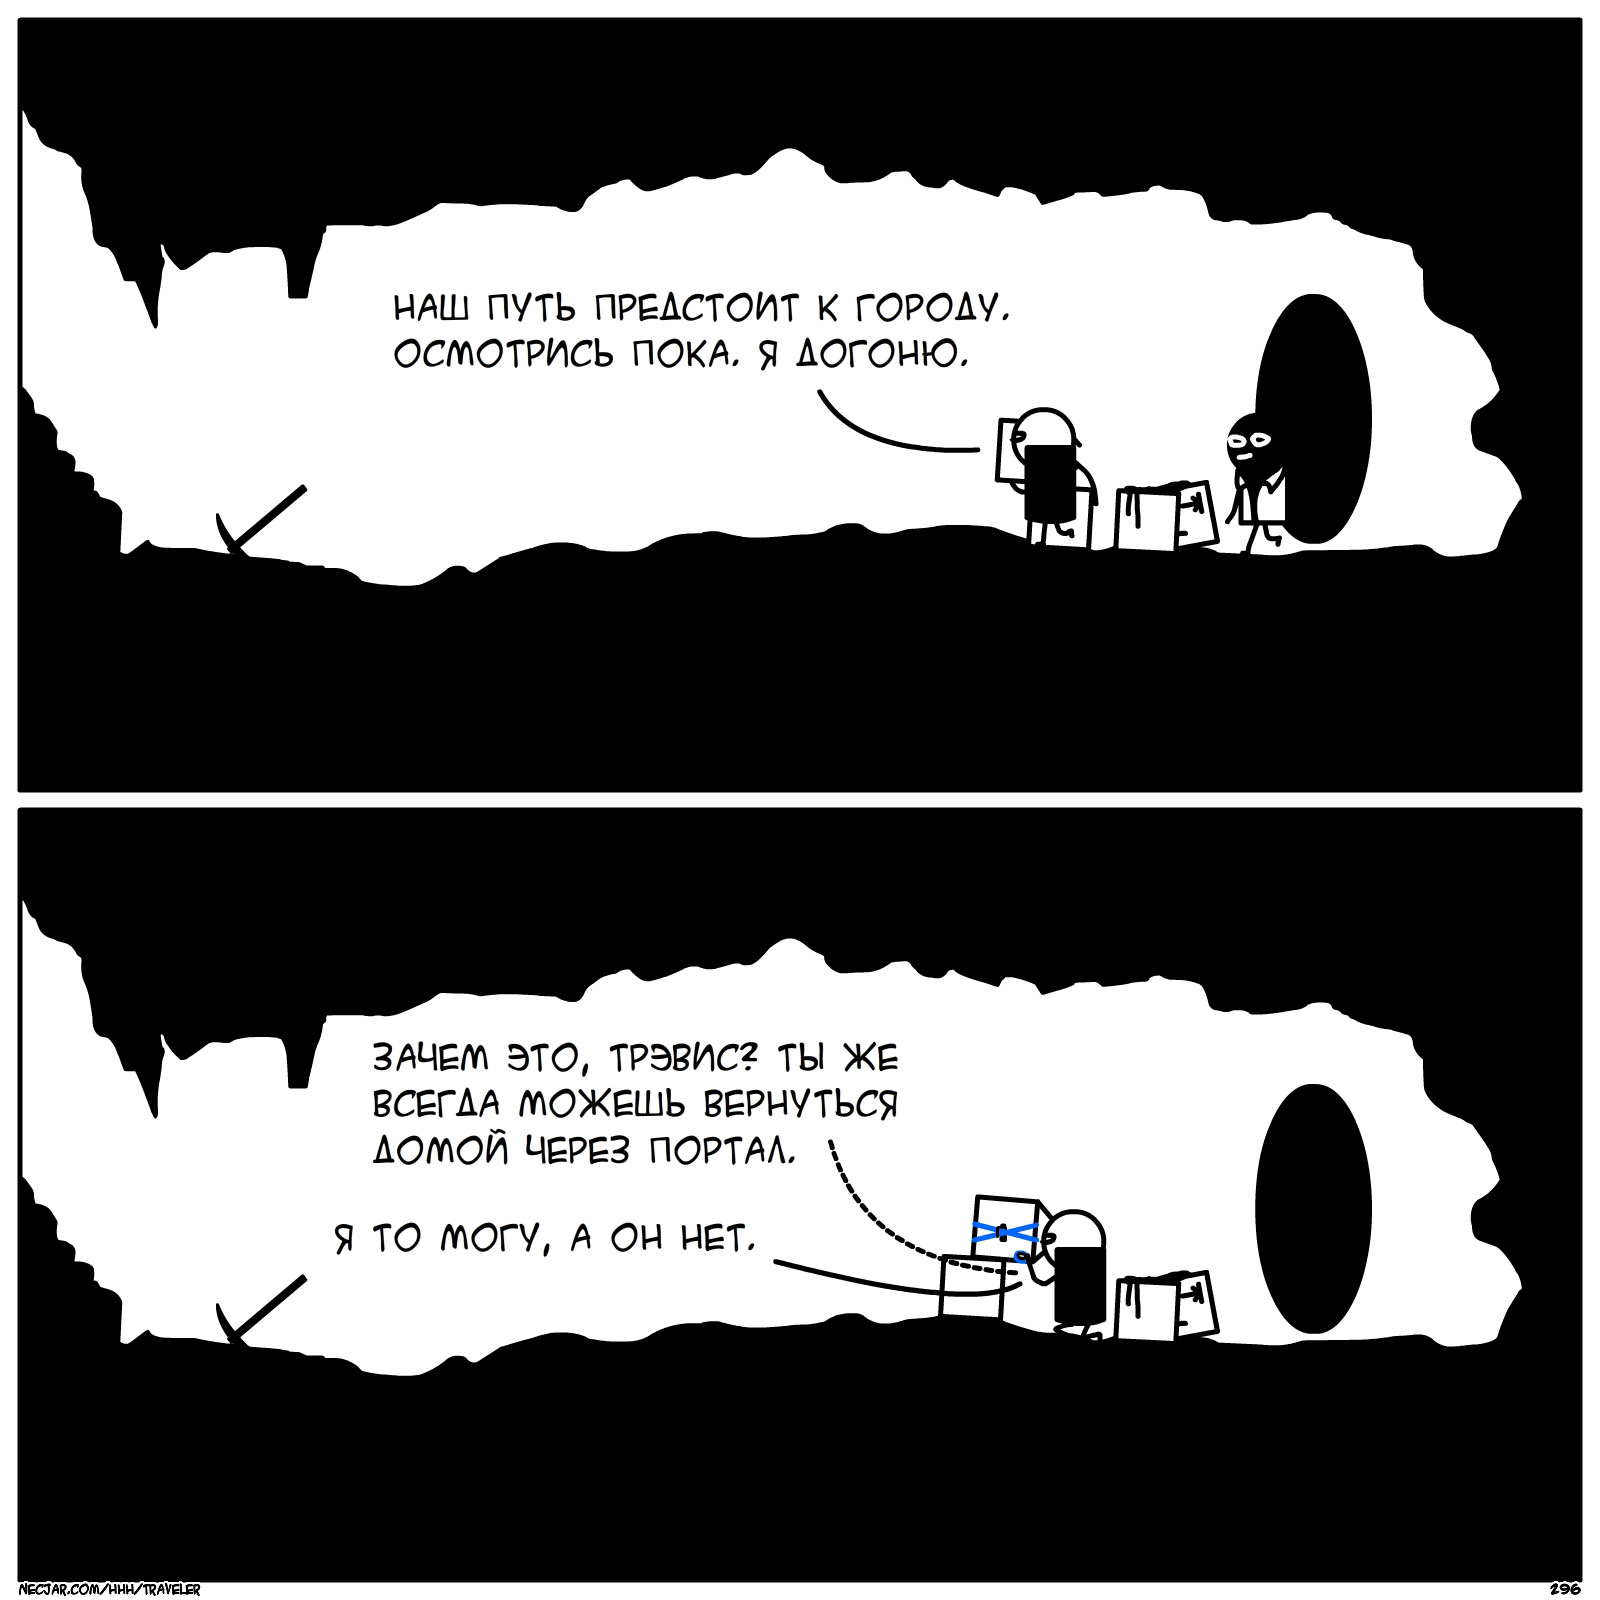 НАШ ПУТЬ ПРЕДСТОИТ К ГОРОДУ.
ОСМОТРИСЬ ПОКА. Я ДОГОНЮ.
ЗАЧЕМ ЭТО, ТРЭВИС? ТЫ ЖЕ
ВСЕГДА МОЖЕШЬ ВЕРНУТЬСЯ
ДОМОЙ ЧЕРЕЗ ПОРТАЛ.
Я ТО МОГУ, А ОН НЕТ.
NECJAR.COM/HHH/TRAVELER
296